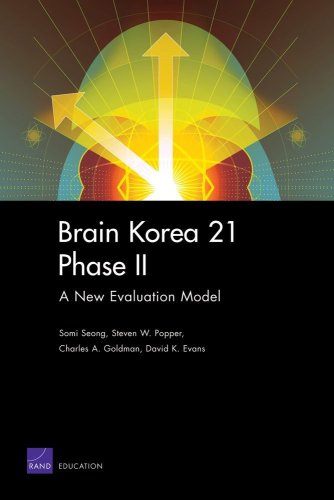 Brain Korea 21
Phase II
A New Evaluation Model
Somi Seong, Steven W. Popper,
Charles A. Goldman, David K. Evans
RAND EDUCATION